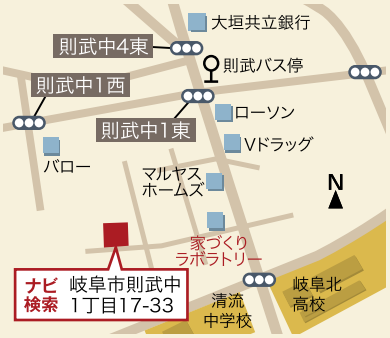 大垣共立銀行
則武中4東
則武バス停
則武中1西
ローソン
則武中1東
Vドラッグ
バロー
マルヤス
ホームズ
N
家づくり
ラボラトリー
ナビ
検索
岐阜市則武中
1丁目17-33
清流
中学校
岐阜北
高校